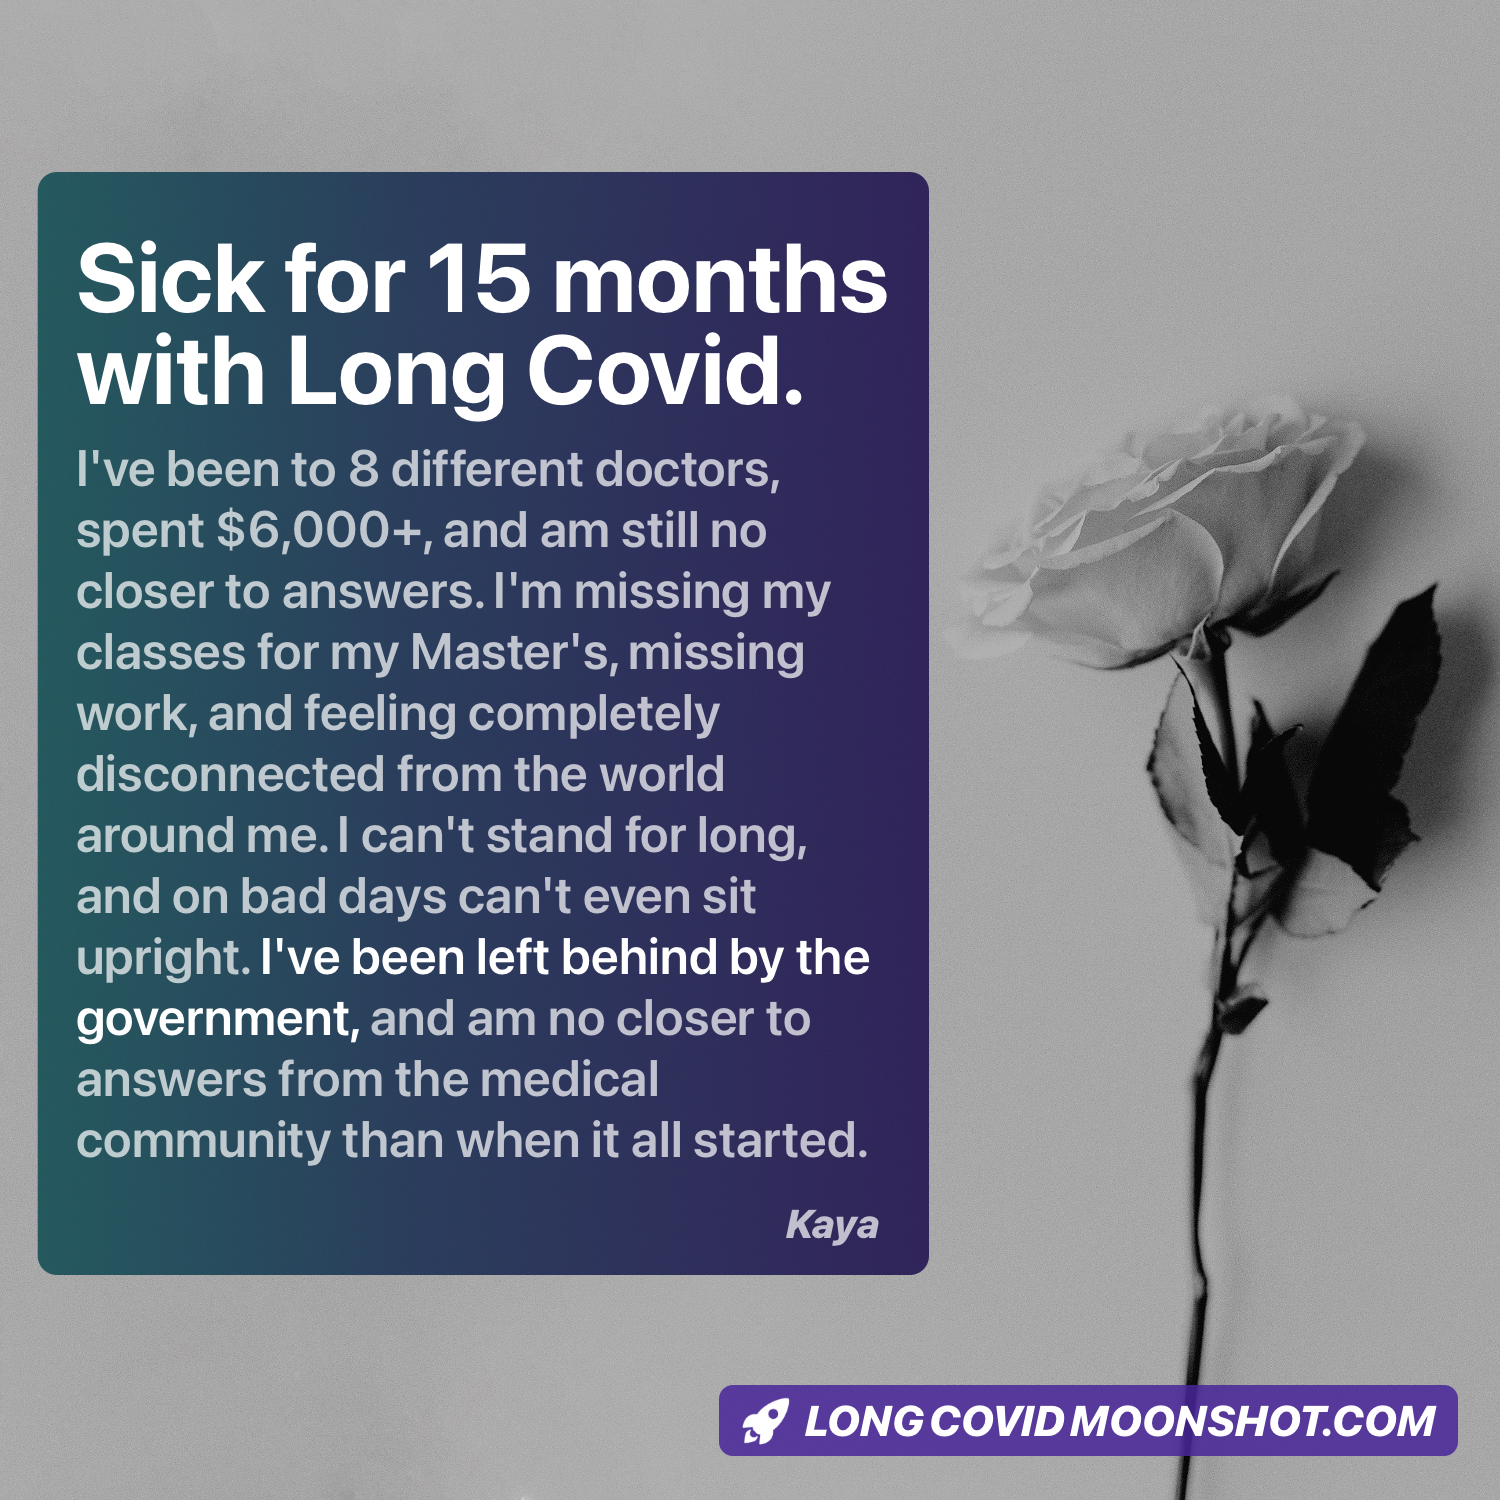 Sick for 15 months
with Long Covid.
I've been to 8 different doctors,
spent $6,000+, and am still no
closer to answers. I'm missing my
classes for my Master's, missing
work, and feeling completely
disconnected from the world
around me. I can't stand for long,
and on bad days can't even sit
upright. I've been left behind by the
government, and am no closer to
answers from the medical
community than when it all started.
Kaya
LONG COVID MOONSHOT.COM